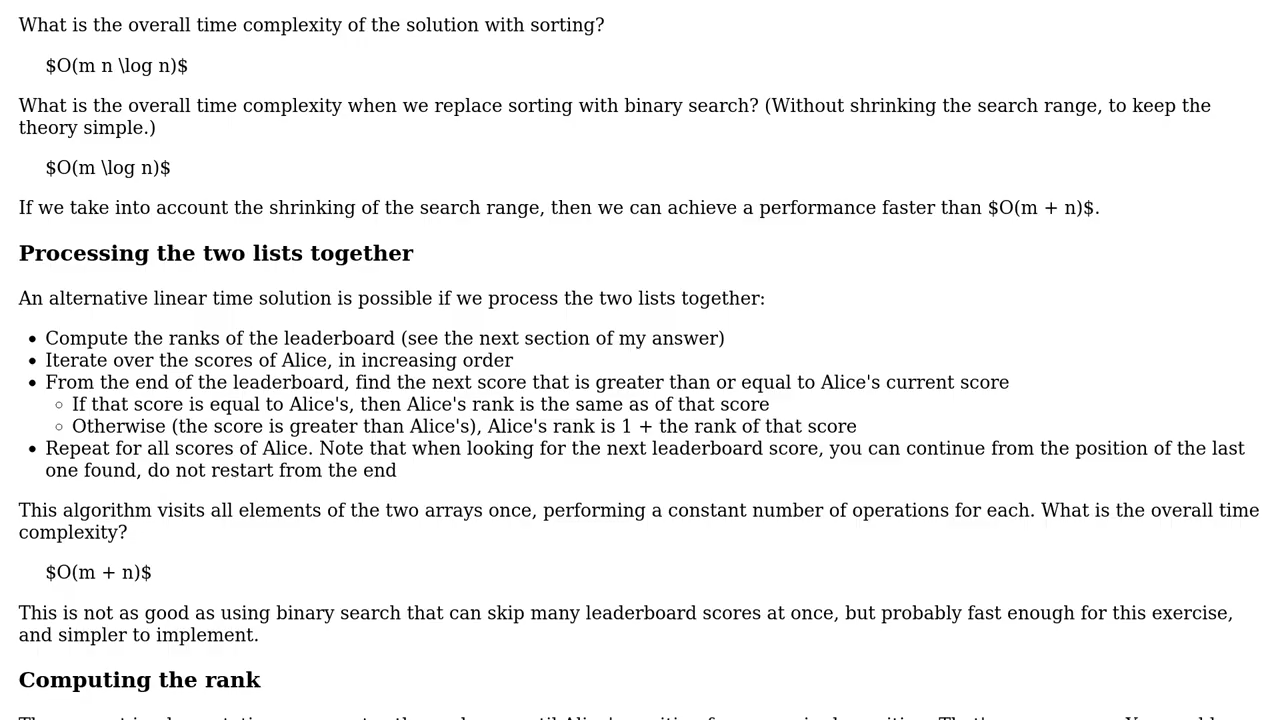 What is the overall time complexity of the solution with sorting?
$O(m n \log n)$
What is the overall time complexity when we replace sorting with binary search? (Without shrinking the search range, to keep the
theory simple.)
$O(m \log n)$
If we take into account the shrinking of the search range, then we can achieve a performance faster than $O(m + n)$.
Processing the two lists together
An alternative linear time solution is possible if we process the two lists together:
• Compute the ranks of the leaderboard (see the next section of my answer)
• Iterate over the scores of Alice, in increasing order
• From the end of the leaderboard, find the next score that is greater than or equal to Alice's current score
◦ If that score is equal to Alice's, then Alice's rank is the same as of that score
◦ Otherwise (the score is greater than Alice's), Alice's rank is 1 + the rank of that score
• Repeat for all scores of Alice. Note that when looking for the next leaderboard score, you can continue from the position of the last
one found, do not restart from the end
This algorithm visits all elements of the two arrays once, performing a constant number of operations for each. What is the overall time
complexity?
$O(m + n)$
This is not as good as using binary search that can skip many leaderboard scores at once, but probably fast enough for this exercise,
and simpler to implement.
Computing the rank